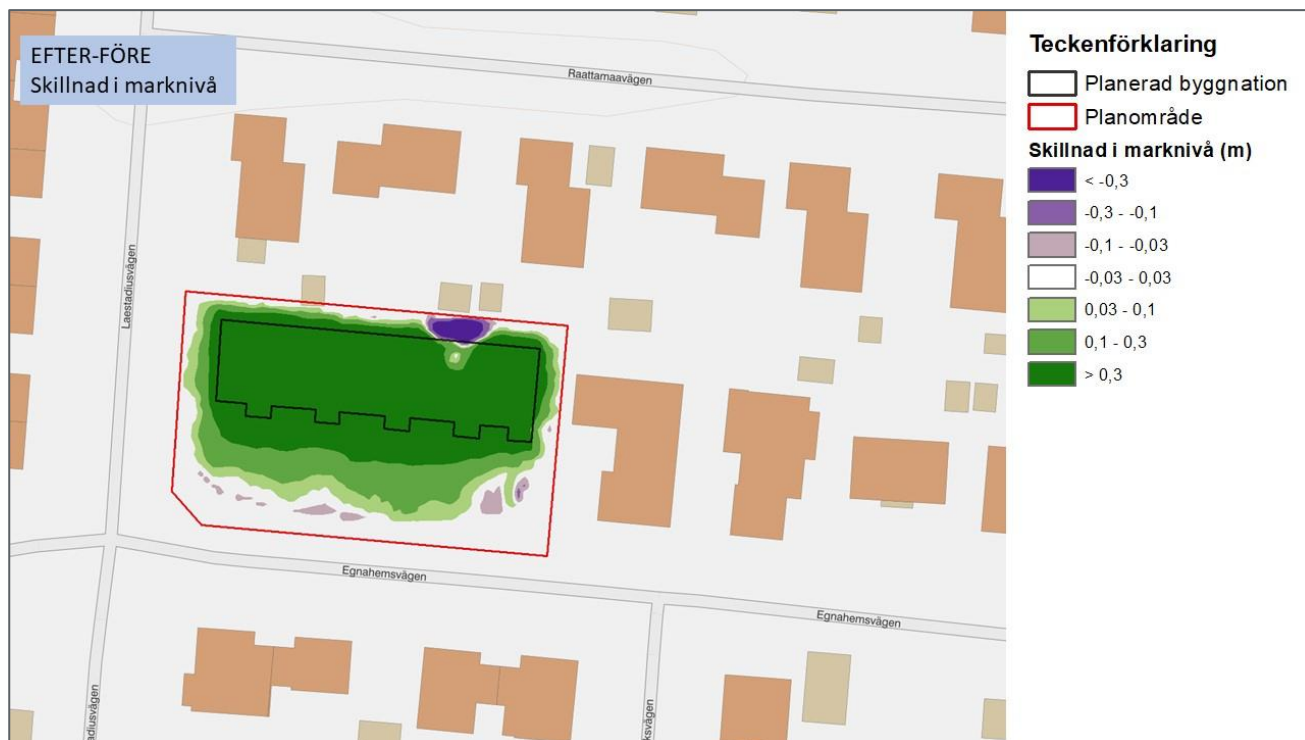 EFTER-FÖRE
Skillnad i marknivå
Raattamaavägen
Laestadiusvägen
Egnahemsvägen
Egnahemsvägen
adiusvägen
ksvägen
Teckenförklaring
Planerad byggnation
Planområde
Skillnad i marknivå (m)
< -0,3
-0,3 - -0,1
-0,1 - -0,03
-0,03 - 0,03
0,03 - 0,1
0,1 - 0,3
> 0,3